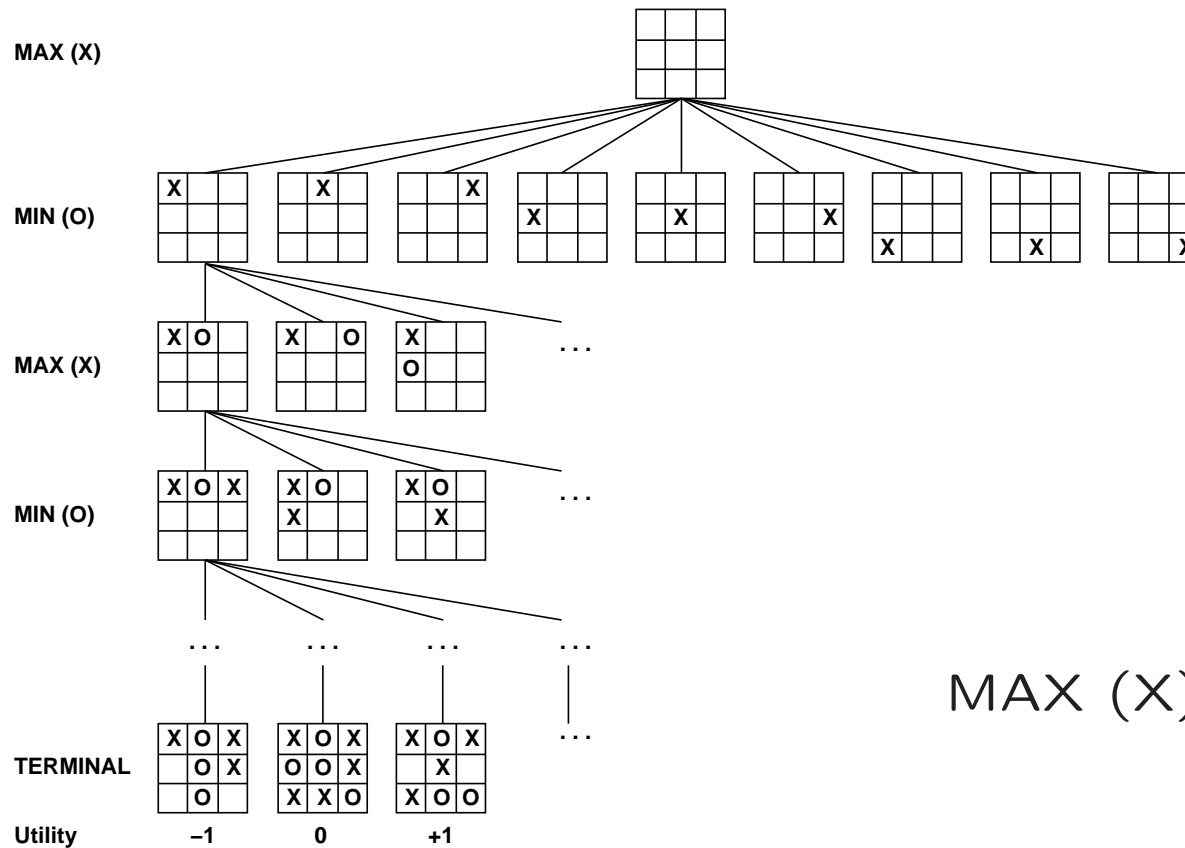 MAX (X)
X X X
MIN (O) X X X
X X X
X O X O X
. . .
MAX (X) O
X O X X O X O
. . .
MIN (O) X X
. . . . . . . . . . . .
MAX (X)
X O X X O X X O X . . .
TERMINAL O X O O X X
O X X O X O O
Utility –1 0 +1